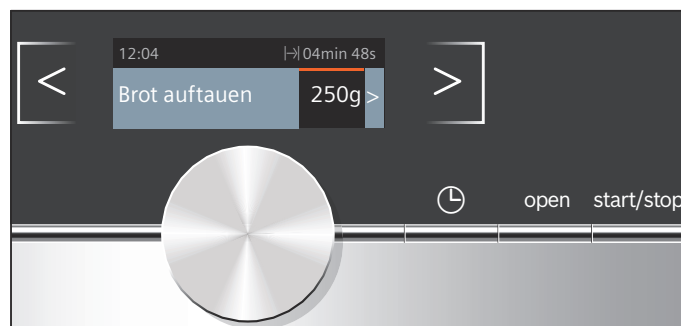 12:04 04min 48s
Brot auftauen 250g >
< >
open start/stop